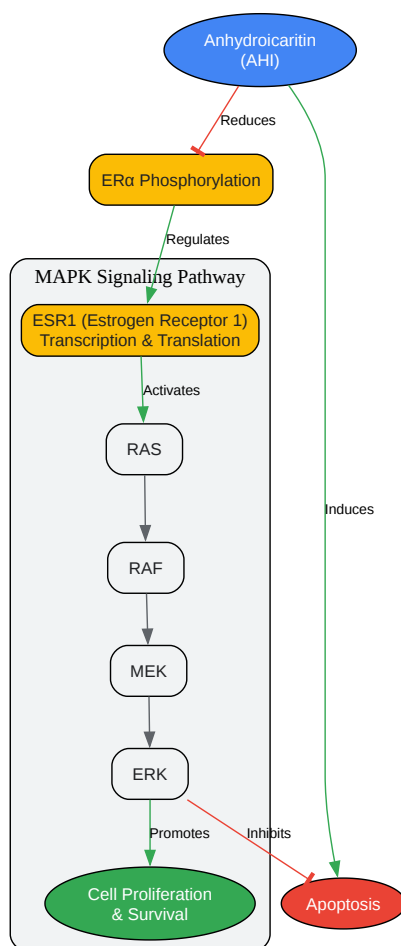 Anhydroicaritin
(AHI)
Reduces
ERα Phosphorylation
Regulates
MAPK Signaling Pathway
ESR1 (Estrogen Receptor 1)
Transcription & Translation
Activates
RAS
Induces
RAF
MEK
ERK
Promotes
Inhibits
Cell Proliferation
& Survival
Apoptosis